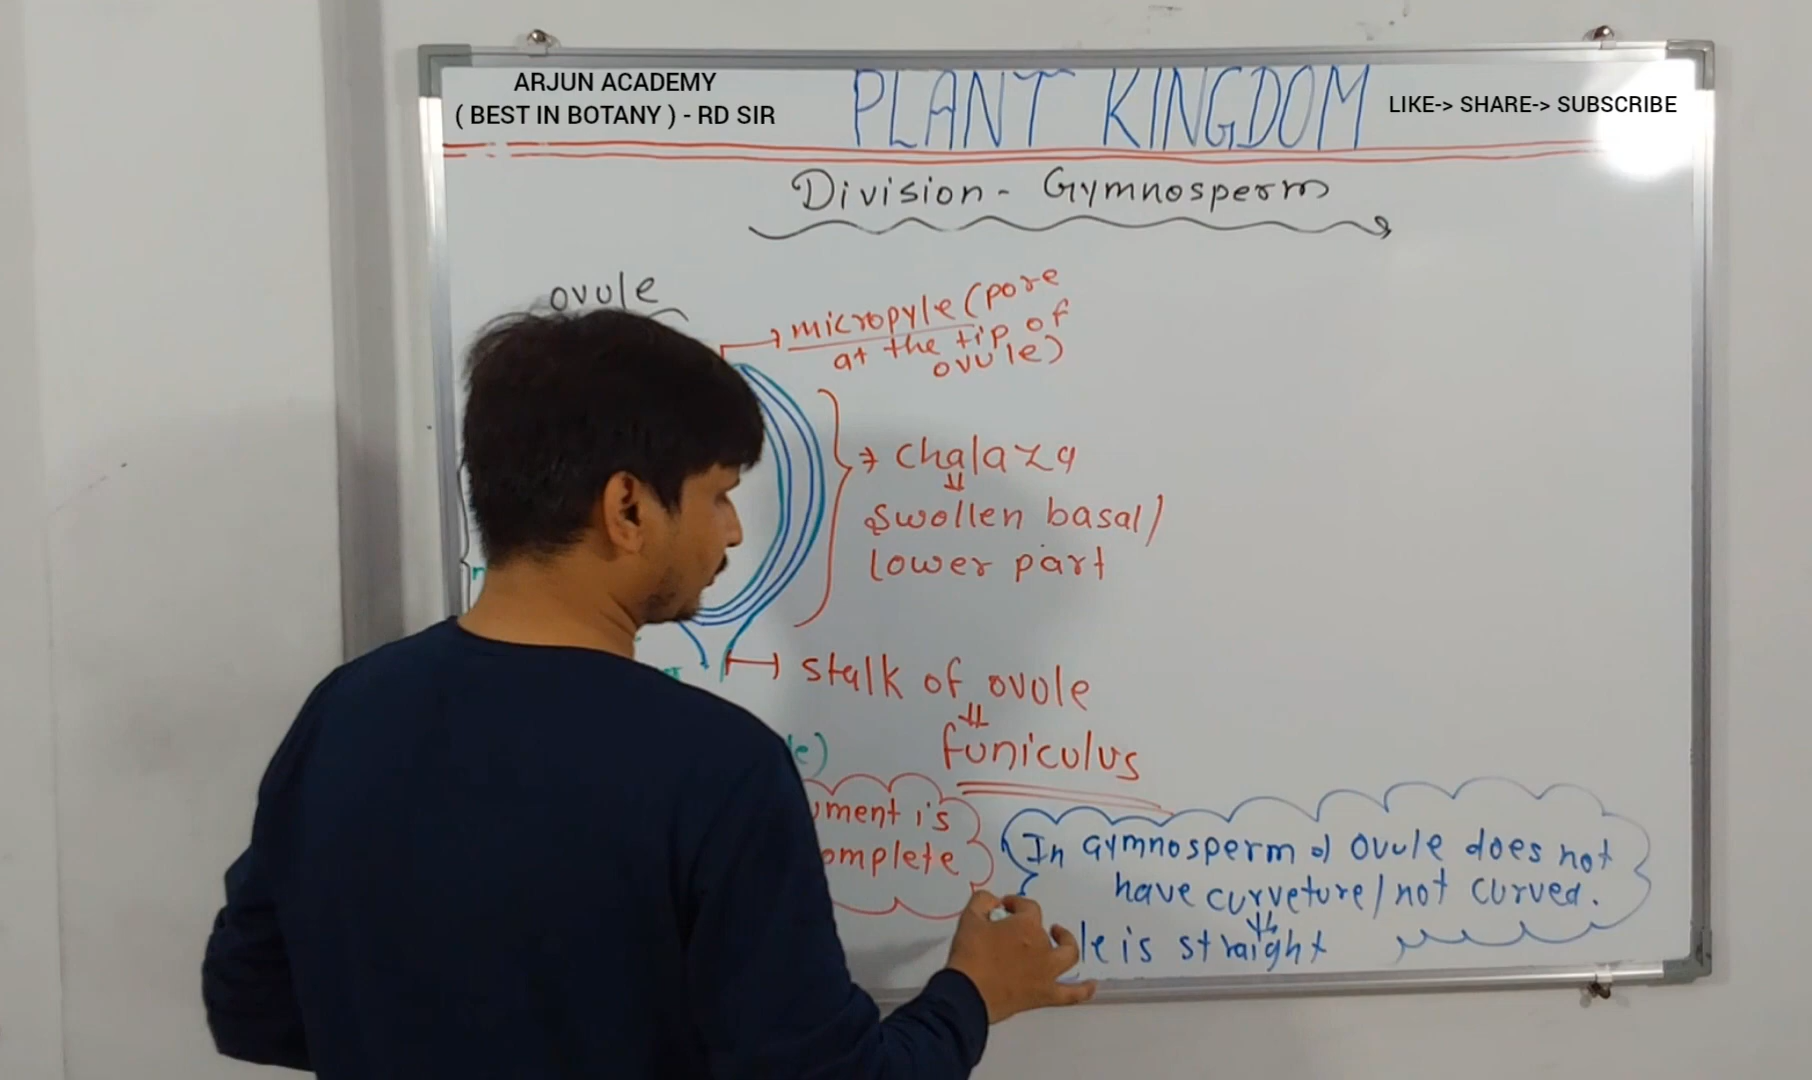 ARJUN ACADEMY
( BEST IN BOTANY ) - RD SIR
PLANT KINGDOM
LIKE-> SHARE-> SUBSCRIBE
Division - Gymnosperm
ovule
micropyle (pore
at the tip of
ovule)
chalaza
swollen basal/
lower part
stalk of ovule
funiculus
is
omplete
In Gymnosperm ovule does not
have curveture/not curved.
is straight